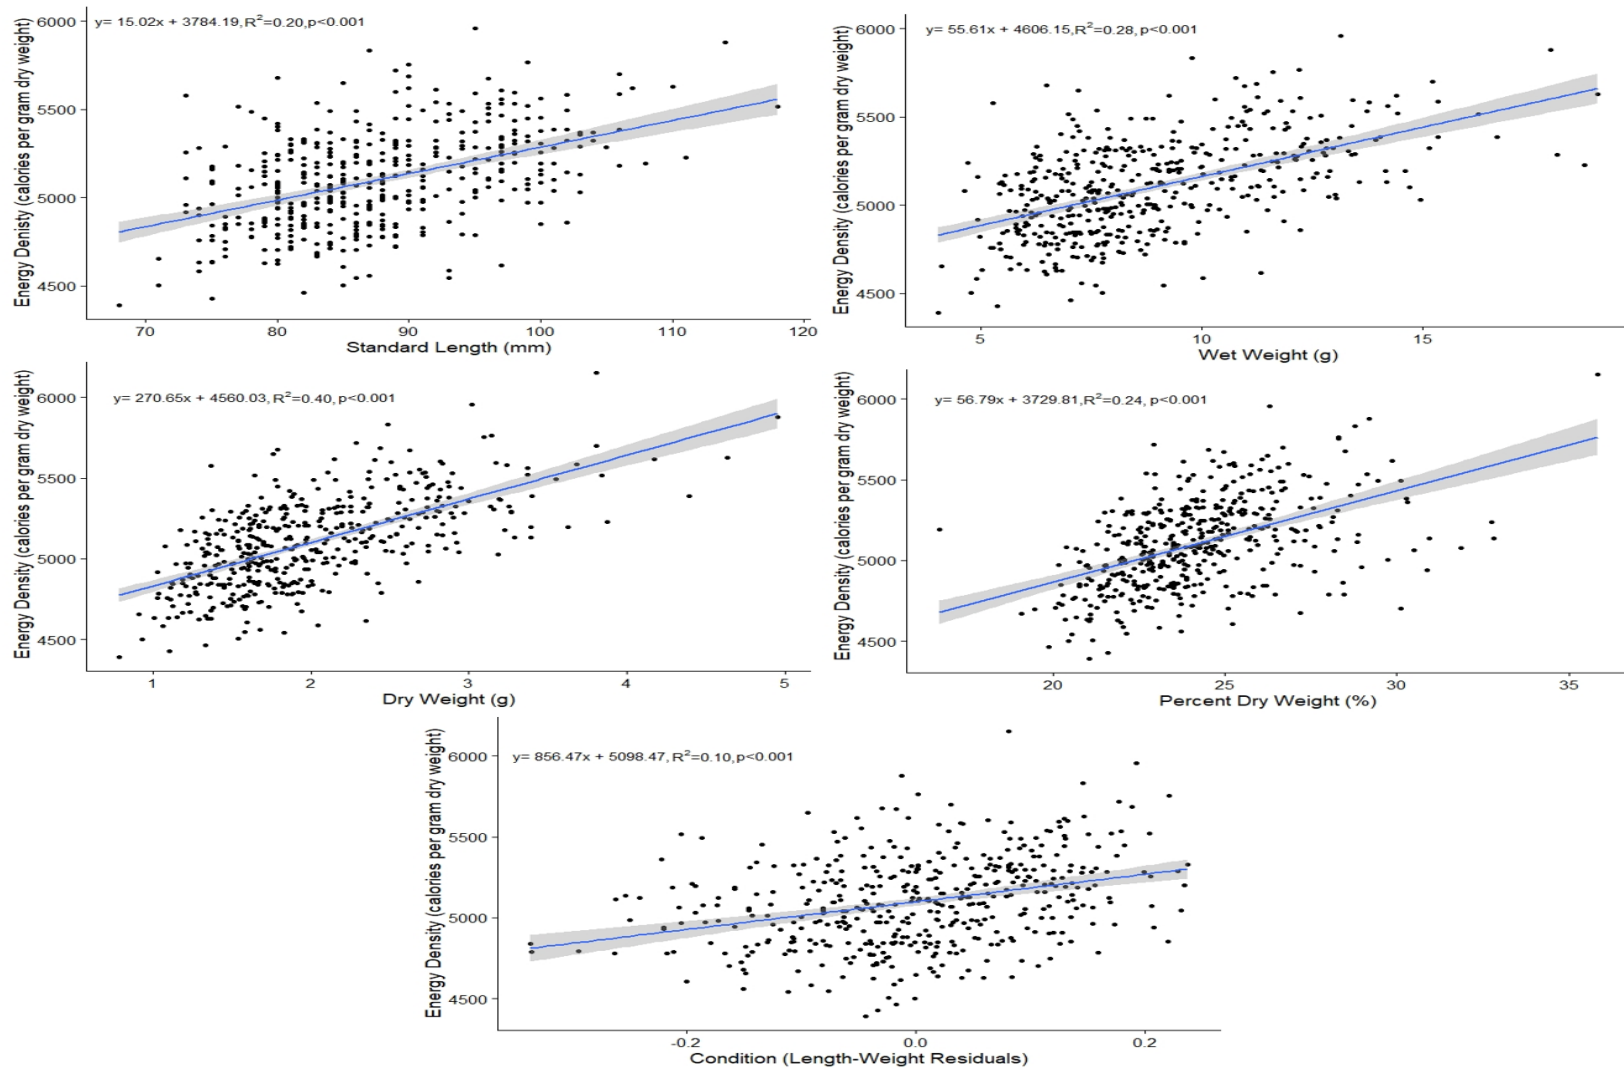 y= 15.02x + 3784.19, R²=0.20, p<0.001
Energy Denisty (calories per gram dry weight)
6000
5500
5000
4500
70 80 90 100 110 120
Standard Length (mm)
y= 55.61x + 4606.15, R²=0.28, p<0.001
Energy Density (calories per gram dry weight)
6000
5500
5000
4500
5 10 15
Wet Weight (g)
y= 270.65x + 4560.03, R²=0.40, p<0.001
Energy Density (calories per gram dry weight)
6000
5500
5000
4500
1 2 3 4 5
Dry Weight (g)
y= 56.79x + 3729.81, R²=0.24, p<0.001
Energy Density (calories per gram dry weight)
6000
5500
5000
4500
20 25 30 35
Percent Dry Weight (%)
y= 856.47x + 5098.47, R²=0.10, p<0.001
Energy Density (calories per gram dry weight)
6000
5500
5000
4500
-0.2 0.0 0.2
Condition (Length-Weight Residuals)